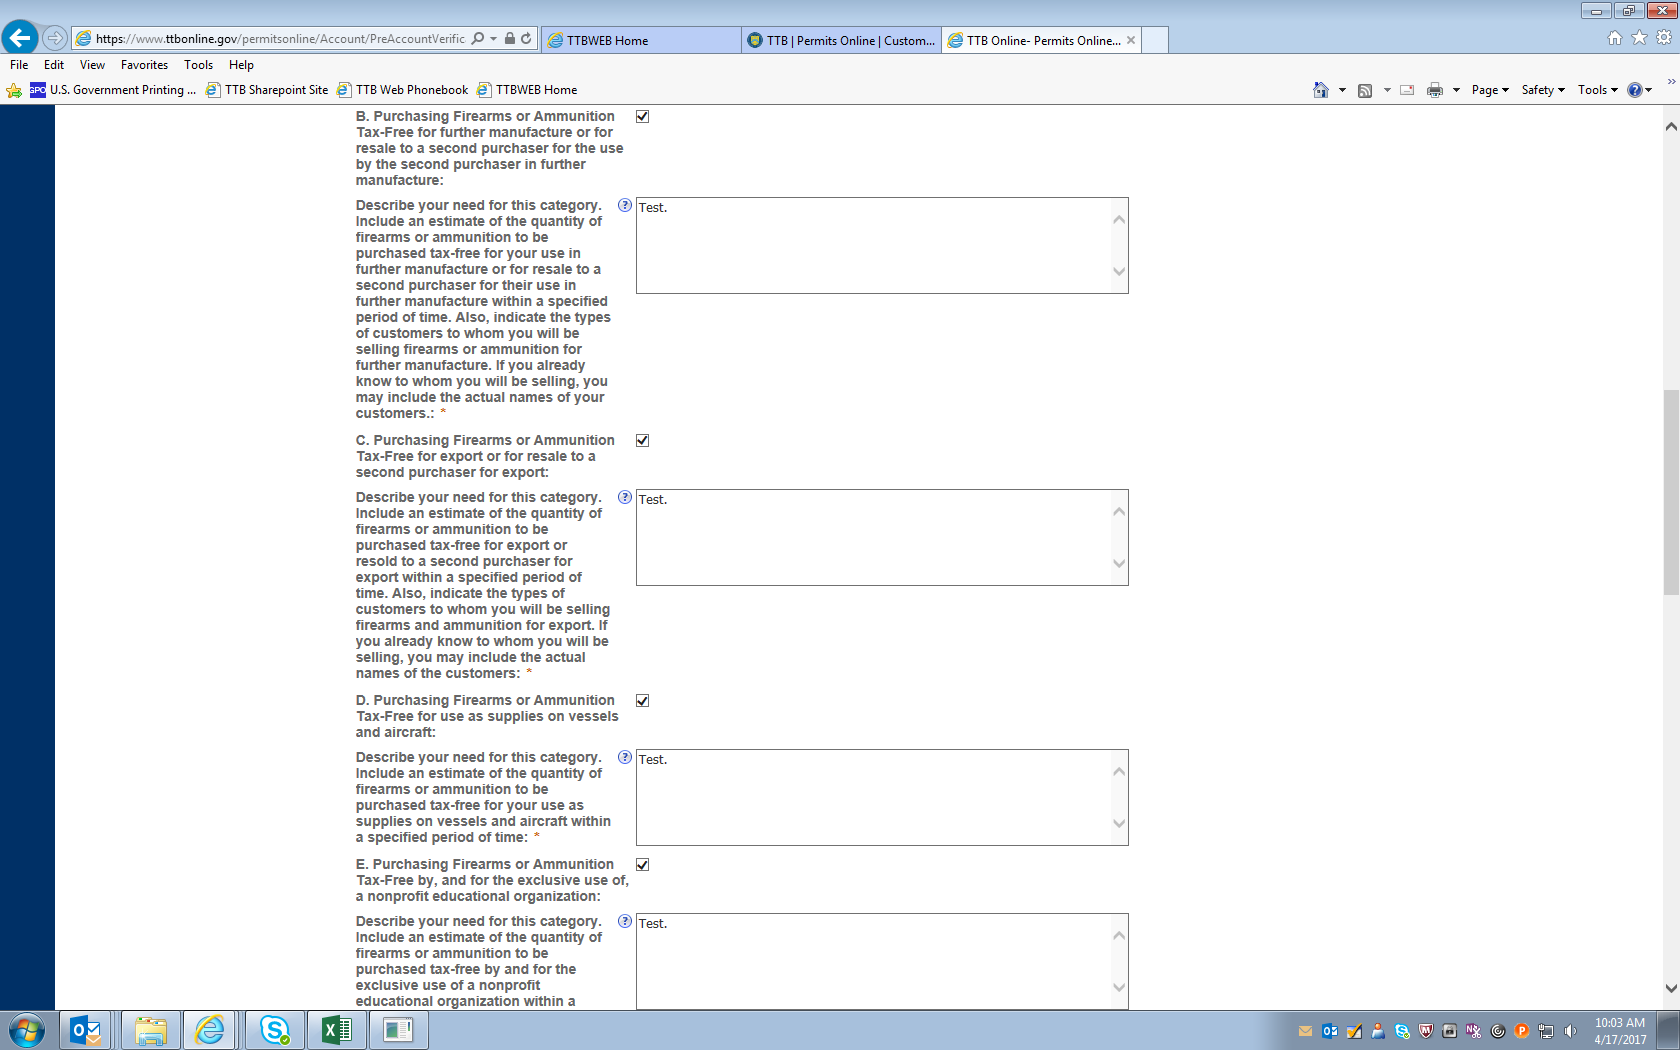 https://www.ttbonline.gov/permitsonline/Account/PreAccountVerific
TTBWEB Home
TTB | Permits Online | Custom...
TTB Online- Permits Online...
File Edit View Favorites Tools Help
GPO U.S. Government Printing ... TTB Sharepoint Site TTB Web Phonebook TTBWEB Home
Page Safety Tools
B. Purchasing Firearms or Ammunition
Tax-Free for further manufacture or for
resale to a second purchaser for the use
by the second purchaser in further
manufacture:
Describe your need for this category.
Include an estimate of the quantity of
firearms or ammunition to be
purchased tax-free for your use in
further manufacture or for resale to a
second purchaser for their use in
further manufacture within a specified
period of time. Also, indicate the types
of customers to whom you will be
selling firearms or ammunition for
further manufacture. If you already
know to whom you will be selling, you
may include the actual names of your
customers.: *
Test.
C. Purchasing Firearms or Ammunition
Tax-Free for export or for resale to a
second purchaser for export:
Describe your need for this category.
Include an estimate of the quantity of
firearms or ammunition to be
purchased tax-free for export or
resold to a second purchaser for
export within a specified period of
time. Also, indicate the types of
customers to whom you will be selling
firearms and ammunition for export. If
you already know to whom you will be
selling, you may include the actual
names of the customers: *
Test.
D. Purchasing Firearms or Ammunition
Tax-Free for use as supplies on vessels
and aircraft:
Describe your need for this category.
Include an estimate of the quantity of
firearms or ammunition to be
purchased tax-free for your use as
supplies on vessels and aircraft within
a specified period of time: *
Test.
E. Purchasing Firearms or Ammunition
Tax-Free by, and for the exclusive use of,
a nonprofit educational organization:
Describe your need for this category.
Include an estimate of the quantity of
firearms or ammunition to be
purchased tax-free by and for the
exclusive use of a nonprofit
educational organization within a
Test.
10:03 AM
4/17/2017